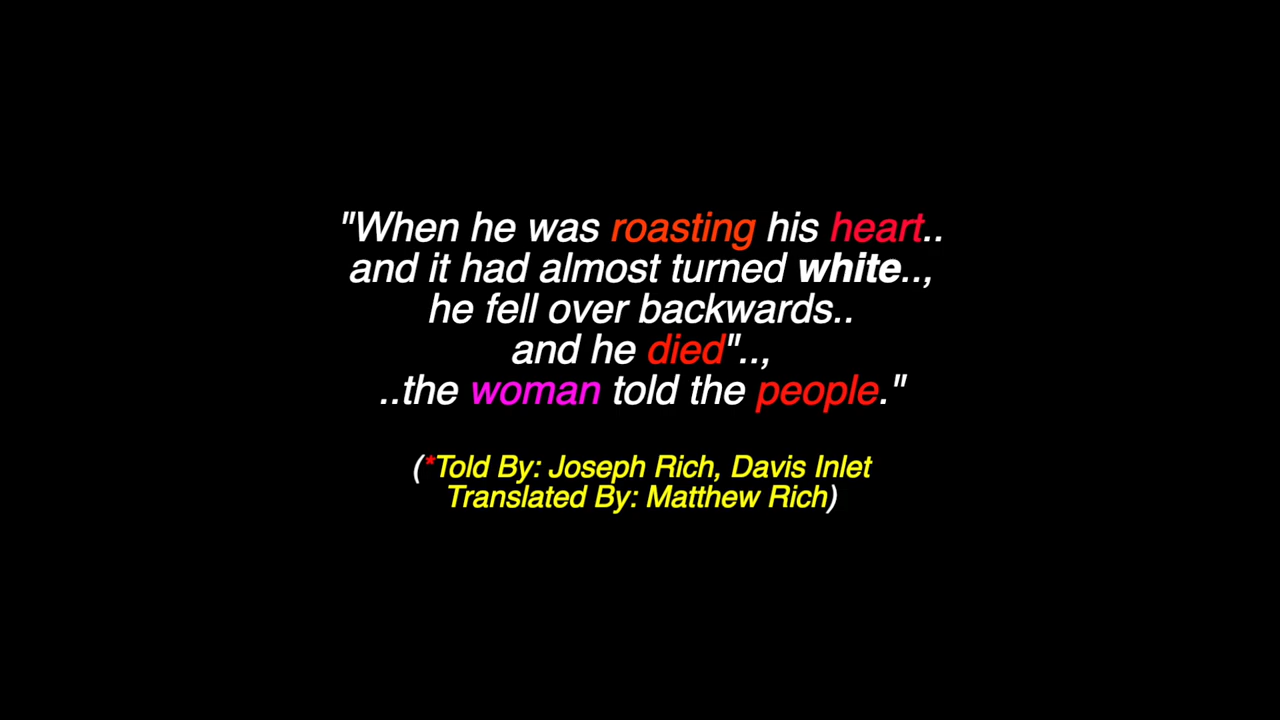 "When he was roasting his heart..
and it had almost turned white..,
he fell over backwards..
and he died"..,
..the woman told the people."
(*Told By: Joseph Rich, Davis Inlet
Translated By: Matthew Rich)